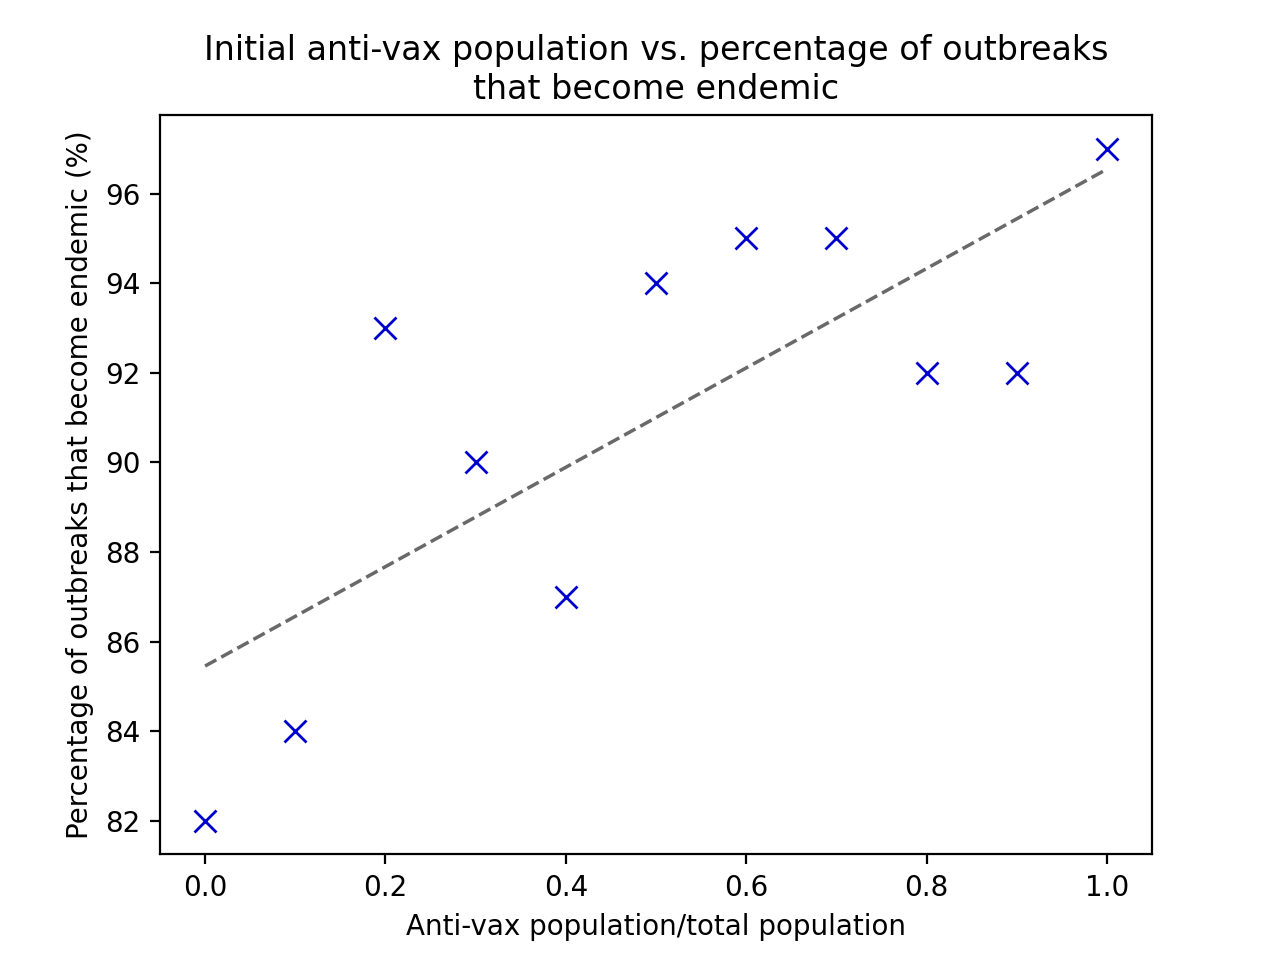 Initial anti-vax population vs. percentage of outbreaks
that become endemic
Percentage of outbreaks that become endemic (%)
96
94
92
90
88
86
84
82
0.0 0.2 0.4 0.6 0.8 1.0
Anti-vax population/total population